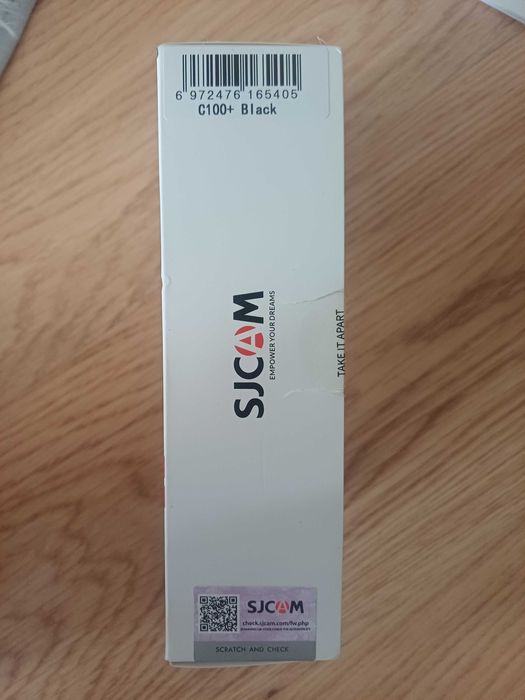 6 972476 165405
C100+ Black
SJCAM
EMPOWER YOUR DREAMS
TAKE IT APART
SJCAM
check.sjcam.com/fw.php
SCRATCH AND CHECK